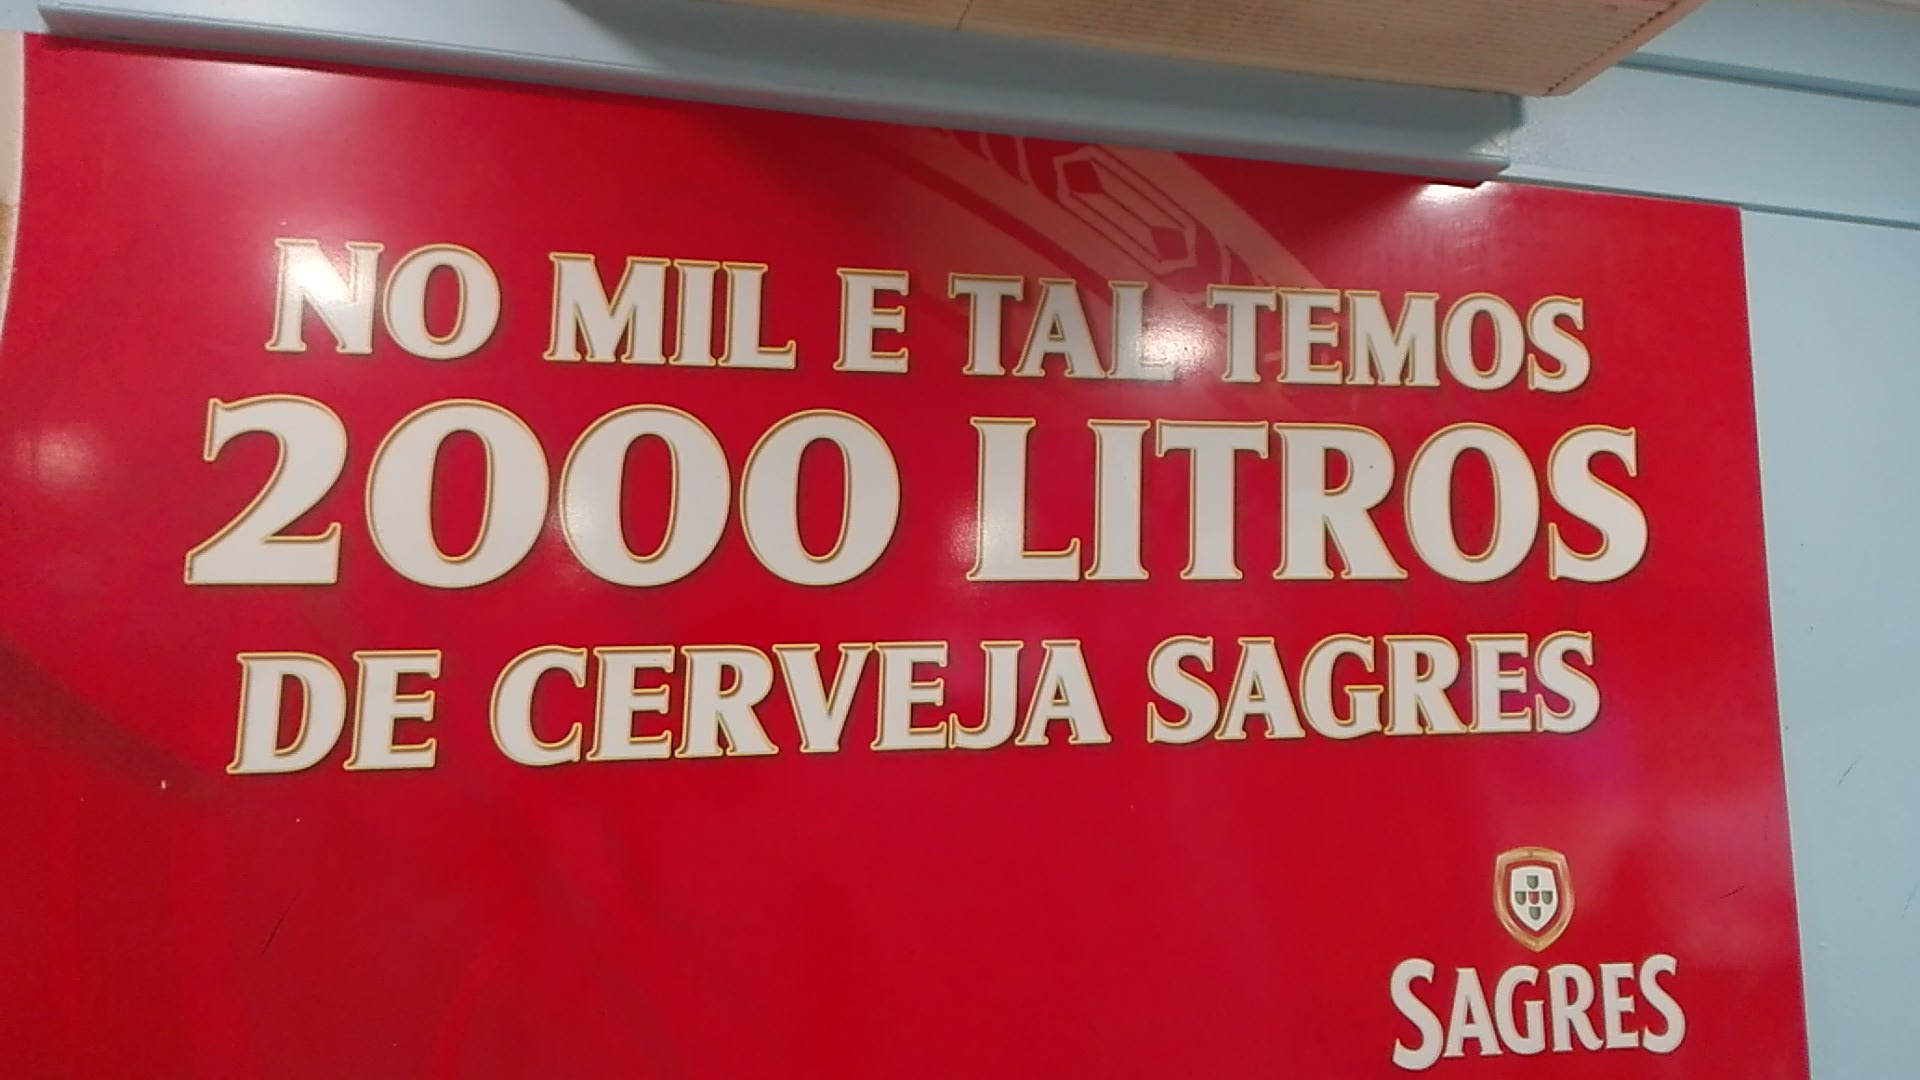 NO MIL E TAL TEMOS
2000 LITROS
DE CERVEJA SAGRES
SAGRES